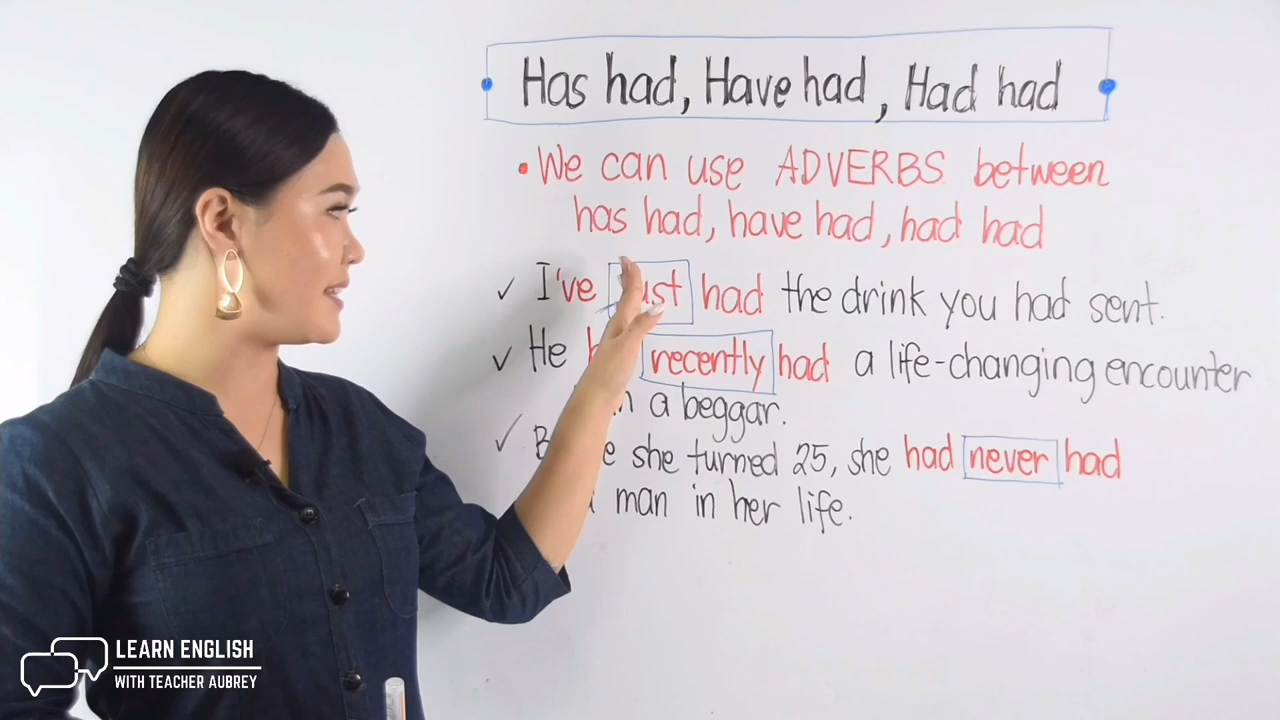 Has had, Have had, Had had
• We can use ADVERBS between
has had, have had, had had
✓ I've just had the drink you had sent.
✓ He recently had a life-changing encounter
a beggar.
✓ she turned 25, she had never had
man in her life.
LEARN ENGLISH
WITH TEACHER AUBREY